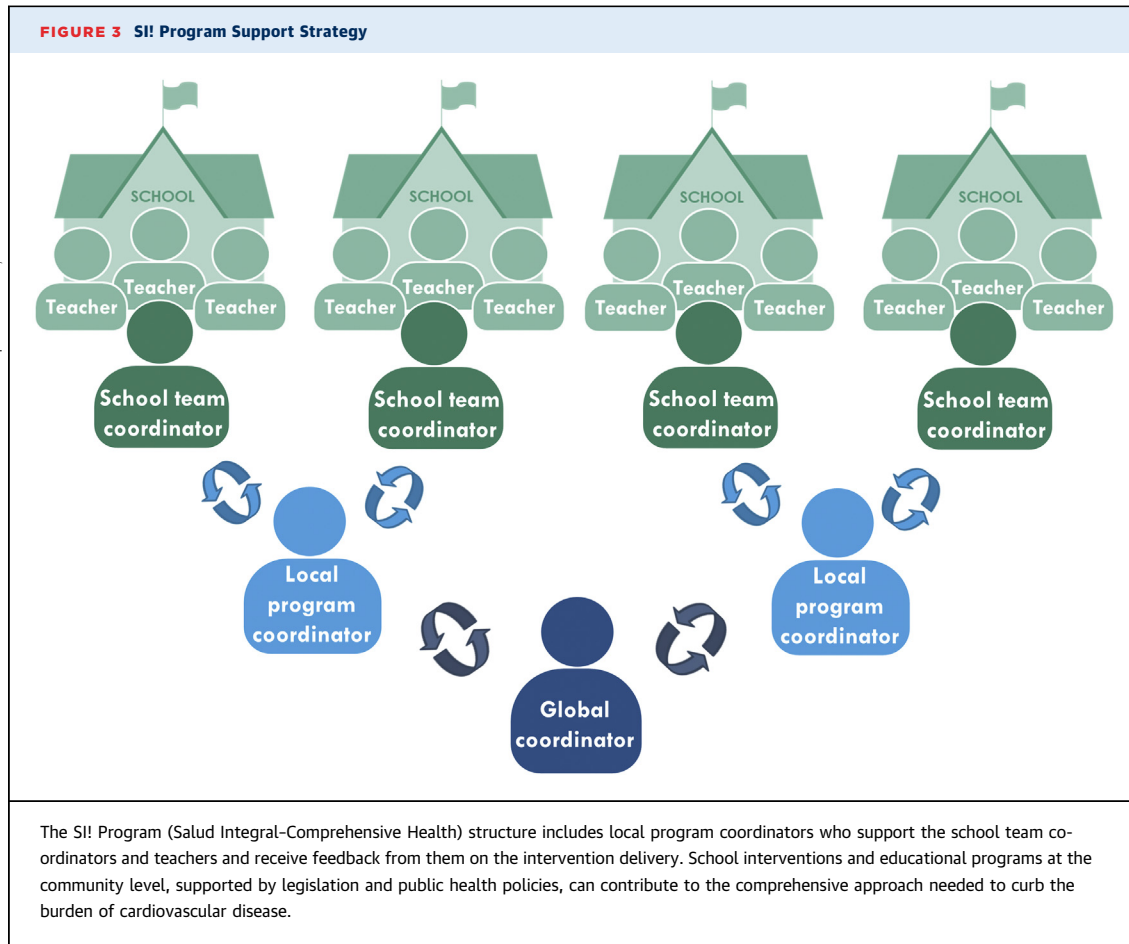 FIGURE 3 SI! Program Support Strategy
SCHOOL
SCHOOL
SCHOOL
SCHOOL
Teacher
Teacher
Teacher
Teacher
Teacher
Teacher
Teacher
Teacher
Teacher
Teacher
Teacher
Teacher
School team
coordinator
School team
coordinator
School team
coordinator
School team
coordinator
Local
program
coordinator
Local
program
coordinator
Global
coordinator
The SI! Program (Salud Integral-Comprehensive Health) structure includes local program coordinators who support the school team co-
ordinators and teachers and receive feedback from them on the intervention delivery. School interventions and educational programs at the
community level, supported by legislation and public health policies, can contribute to the comprehensive approach needed to curb the
burden of cardiovascular disease.